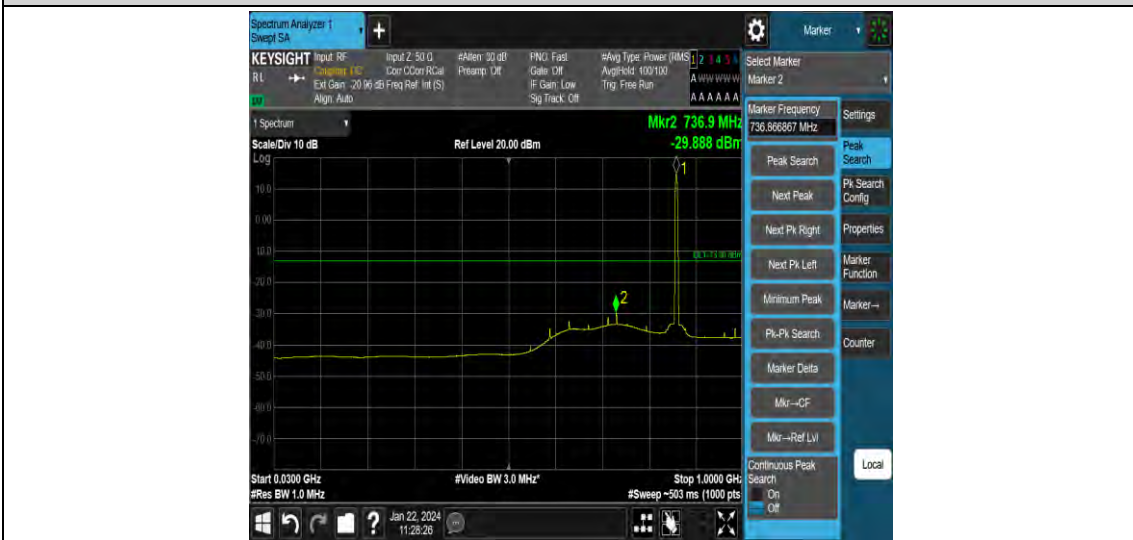 Spectrum Analyzer 1
Swept SA
+
Marker
KEYSIGHT
RL
Input: RF
Coupling: DC
Ext Gain: -20.96 dB
Align: Auto
Input Z: 50 Ω
Corr CCorr RCal
Freq Ref: Int (S)
#Atten: 30 dB
Preamp: Off
PNO: Fast
Gate: Off
IF Gain: Low
Sig Track: Off
#Avg Type: Power (RMS
Avg|Hold: 100/100
Trig: Free Run
1 2 3 4 5 6
A W W W W W
A A A A A A
Select Marker
Marker 2
1 Spectrum
Scale/Div 10 dB
Log
Ref Level 20.00 dBm
Mkr2 736.9 MHz
-29.888 dBm
Marker Frequency
736.866867 MHz
Settings
Peak Search
Next Peak
Next Pk Right
Next Pk Left
Minimum Peak
Pk-Pk Search
Marker Delta
Mkr→CF
Mkr→Ref Lvl
Continuous Peak
Search
On
Off
Peak
Search
Pk Search
Config
Properties
Marker
Function
Marker→
Counter
Local
1
2
10.0
0.00
-10.0
-20.0
-30.0
-40.0
-50.0
-60.0
-70.0
Start 0.0300 GHz
#Res BW 1.0 MHz
#Video BW 3.0 MHz*
Stop 1.0000 GHz
#Sweep ~503 ms (1000 pts
?
Jan 22, 2024
11:28:26